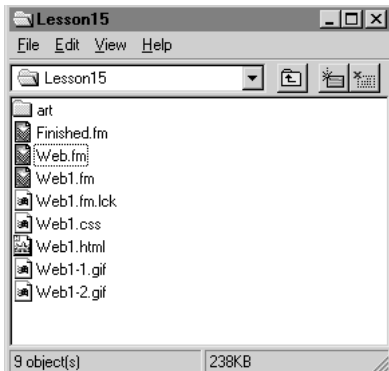 Lesson15
File Edit View Help
Lesson15
art
Finished.fm
Web.fm
Web1.fm
Web1.fm.lck
Web1.css
Web1.html
Web1-1.gif
Web1-2.gif
9 object(s) 238KB